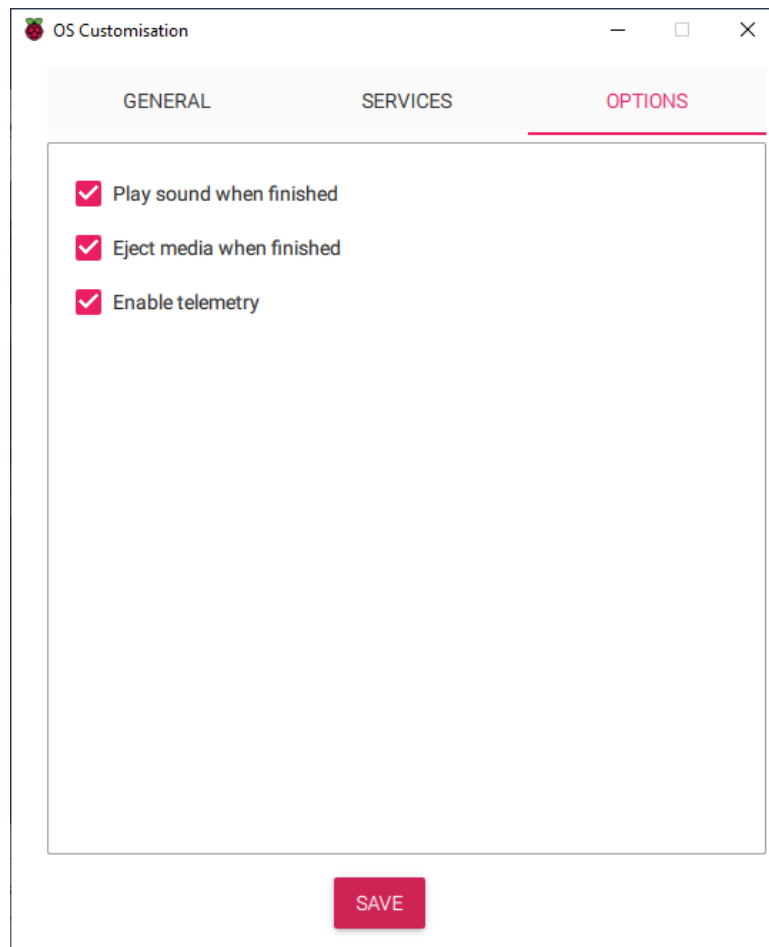 OS Customisation
GENERAL SERVICES OPTIONS
Play sound when finished
Eject media when finished
Enable telemetry
SAVE